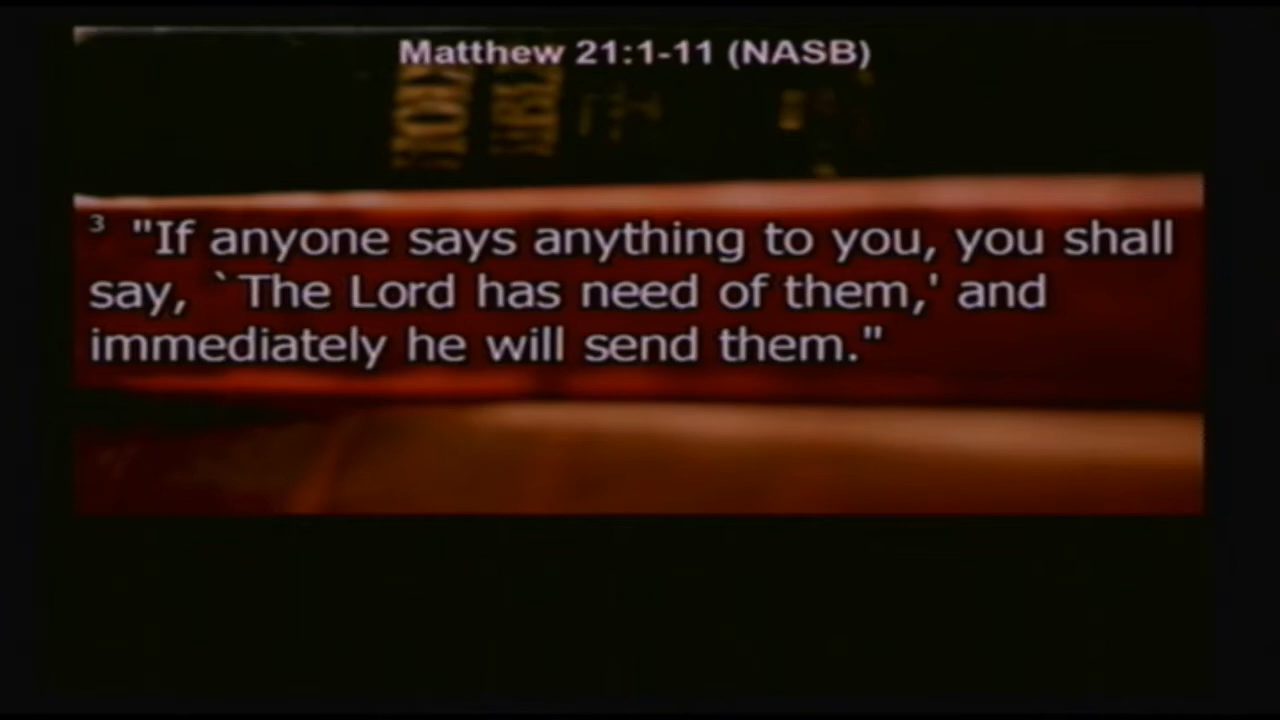 Matthew 21:1-11 (NASB)
3 "If anyone says anything to you, you shall
say, `The Lord has need of them,' and
immediately he will send them."